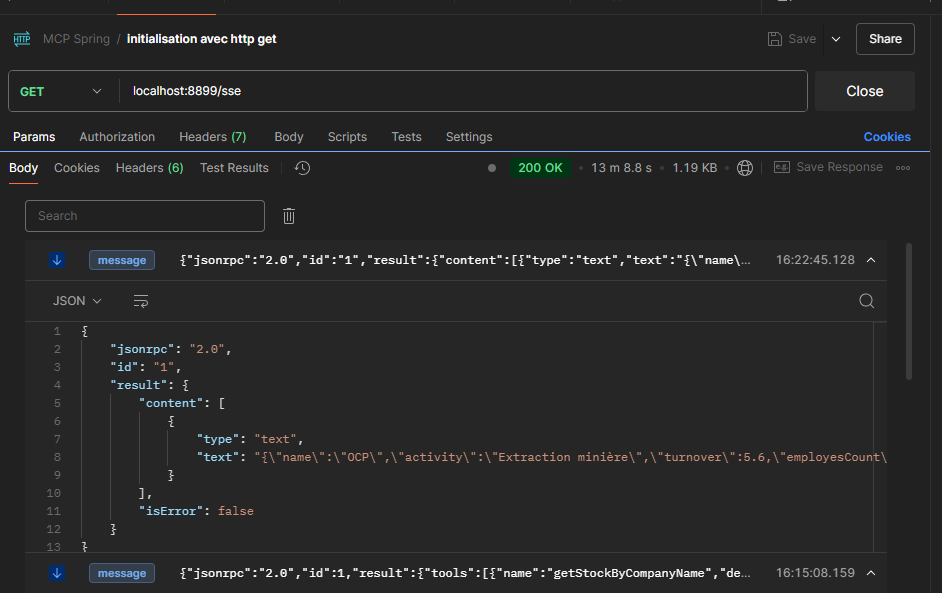 HTTP MCP Spring / initialisation avec http get Save Share
GET localhost:8899/sse Close
Params Authorization Headers (7) Body Scripts Tests Settings Cookies
Body Cookies Headers (6) Test Results 200 OK • 13 m 8.8 s • 1.19 KB • e.g. Save Response
Search
message {"jsonrpc":"2.0","id":"1","result":{"content":[{"type":"text","text":"{\"name\... 16:22:45.128
JSON
1 {
2 "jsonrpc": "2.0",
3 "id": "1",
4 "result": {
5 "content": [
6 {
7 "type": "text",
8 "text": "{\"name\":\"OCP\",\"activity\":\"Extraction minière\",\"turnover\":5.6,\"employesCount\
9 }
10 ],
11 "isError": false
12 }
13 }
message {"jsonrpc":"2.0","id":1,"result":{"tools":[{"name":"getStockByCompanyName","de... 16:15:08.159